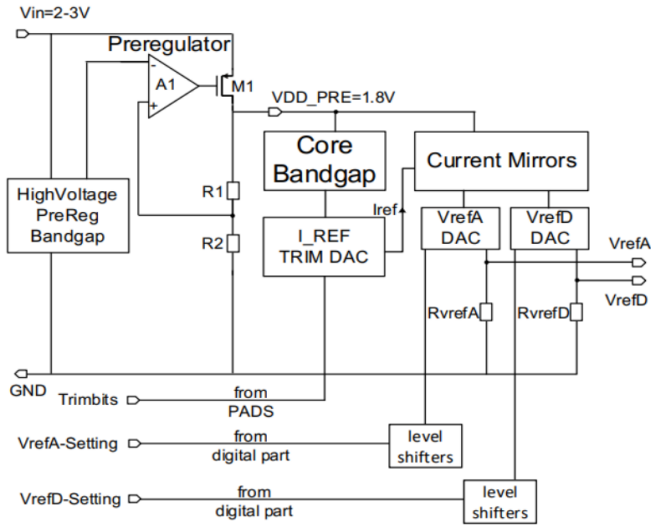 Vin=2-3V
Preregulator
-
A1
+
M1
VDD_PRE=1.8V
Core
Bandgap
Current Mirrors
HighVoltage
PreReg
Bandgap
R1
R2
Iref
I_REF
TRIM DAC
VrefA
DAC
VrefD
DAC
VrefA
VrefD
RvrefA
RvrefD
GND
Trimbits
from
PADS
VrefA-Setting
from
digital part
level
shifters
VrefD-Setting
from
digital part
level
shifters